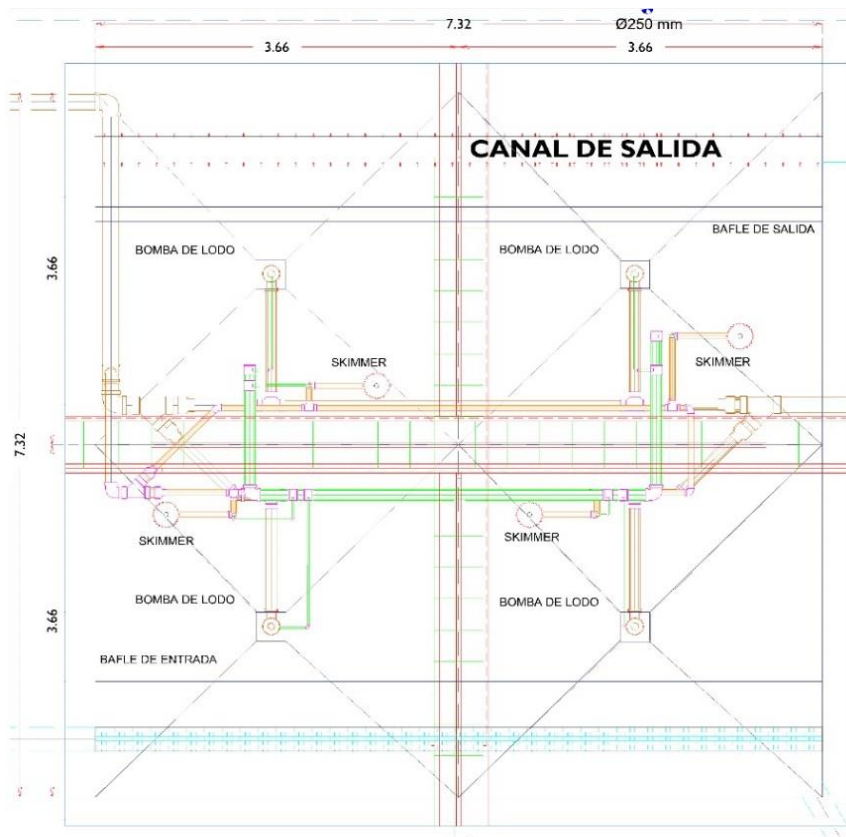 7.32
Ø250 mm
3.66
3.66
CANAL DE SALIDA
BAFLE DE SALIDA
BOMBA DE LODO
BOMBA DE LODO
3.66
SKIMMER
SKIMMER
7.32
SKIMMER
SKIMMER
BOMBA DE LODO
BOMBA DE LODO
3.66
BAFLE DE ENTRADA